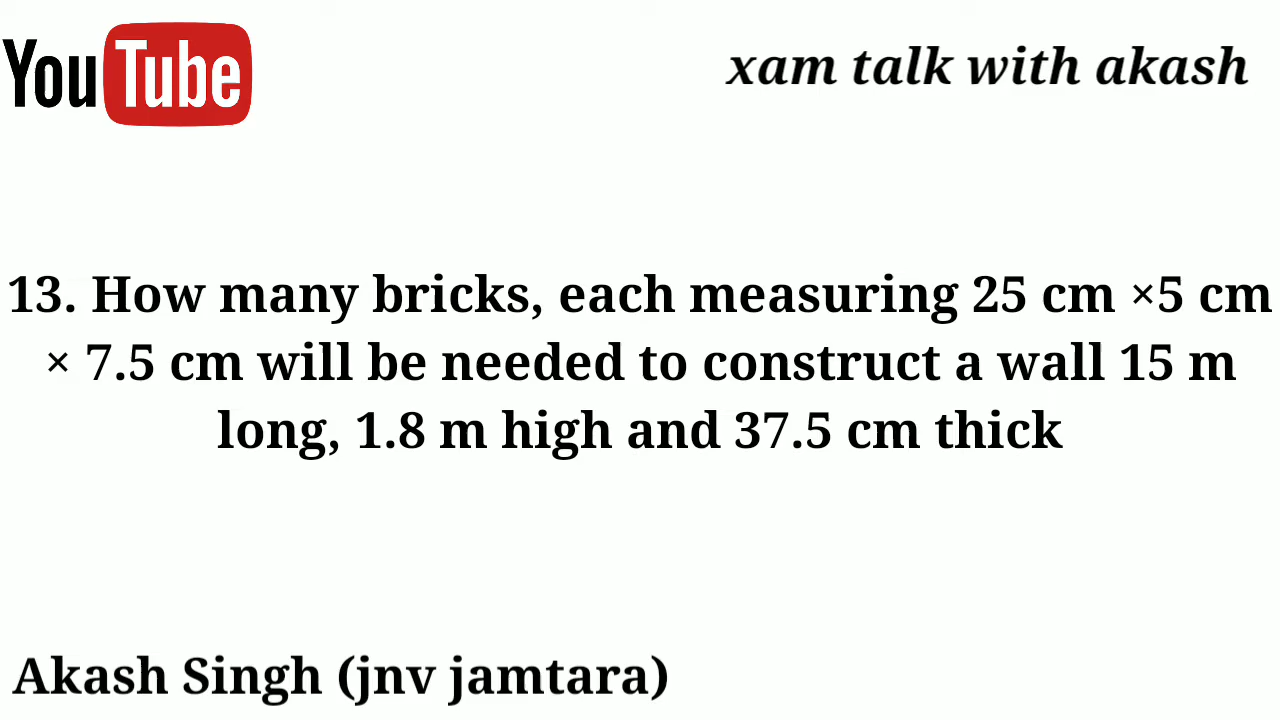 YouTube
xam talk with akash
13. How many bricks, each measuring 25 cm ×5 cm
× 7.5 cm will be needed to construct a wall 15 m
long, 1.8 m high and 37.5 cm thick
Akash Singh (jnv jamtara)